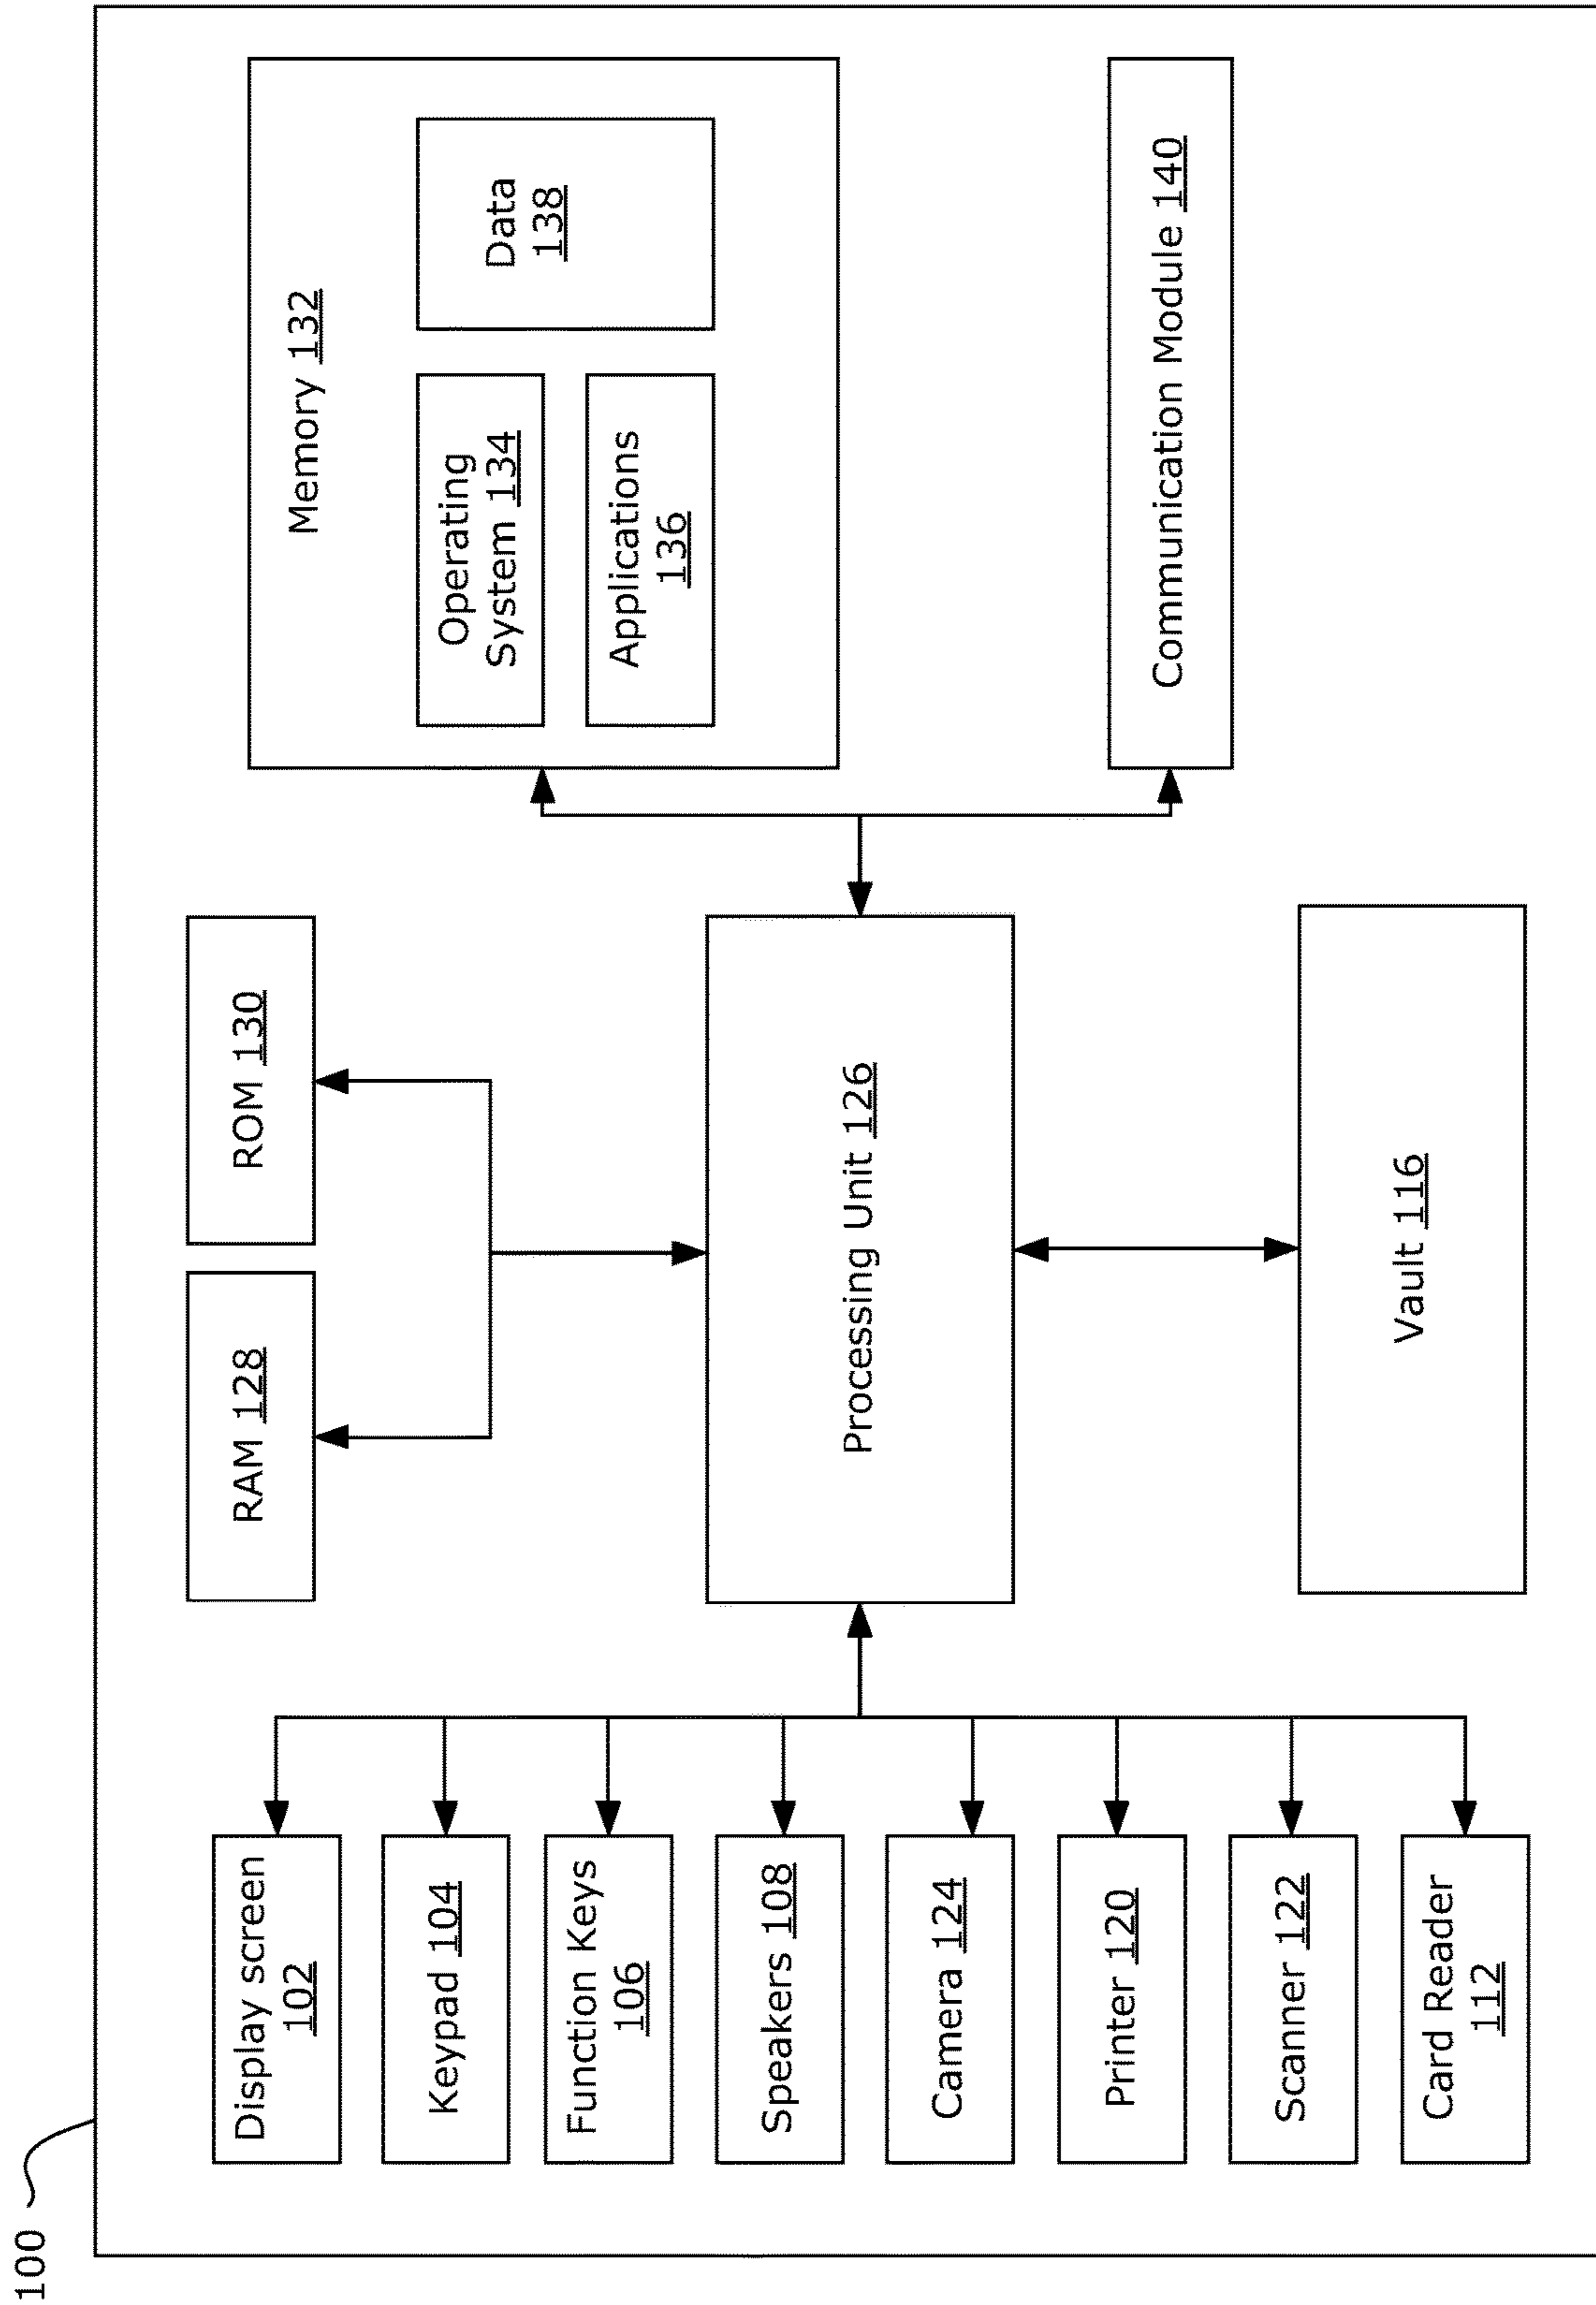 100
Display screen
102
Keypad 104
Function Keys
106
Speakers 108
Camera 124
Printer 120
Scanner 122
Card Reader
112
RAM 128
ROM 130
Processing Unit 126
Vault 116
Memory 132
Operating
System 134
Applications
136
Data
138
Communication Module 140